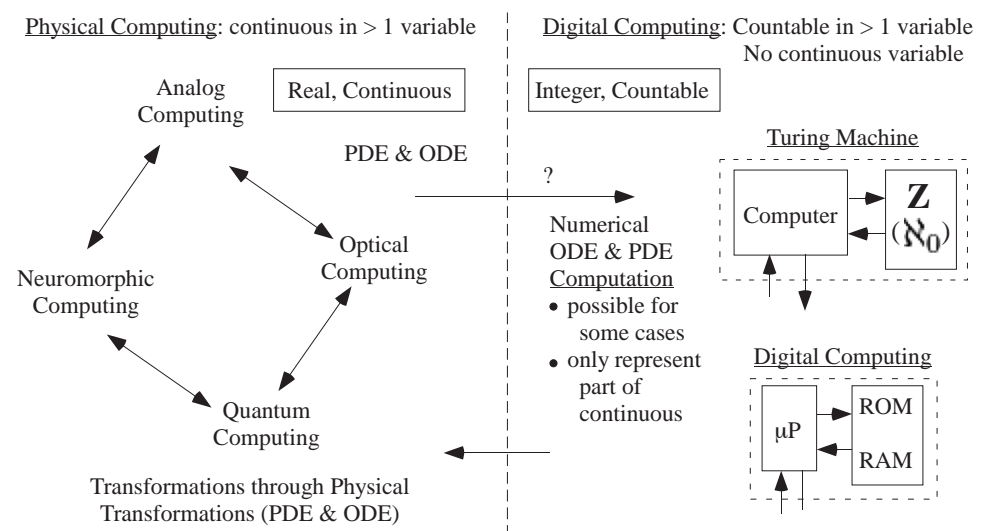 Physical Computing: continuous in > 1 variable
Analog
Computing
Real, Continuous
PDE & ODE
Optical
Computing
Neuromorphic
Computing
Quantum
Computing
Transformations through Physical
Transformations (PDE & ODE)
Digital Computing: Countable in > 1 variable
No continuous variable
Integer, Countable
?
Numerical
ODE & PDE
Computation
• possible for
some cases
• only represent
part of
continuous
Turing Machine
Computer
Z
(ℵ0)
Digital Computing
μP
ROM
RAM